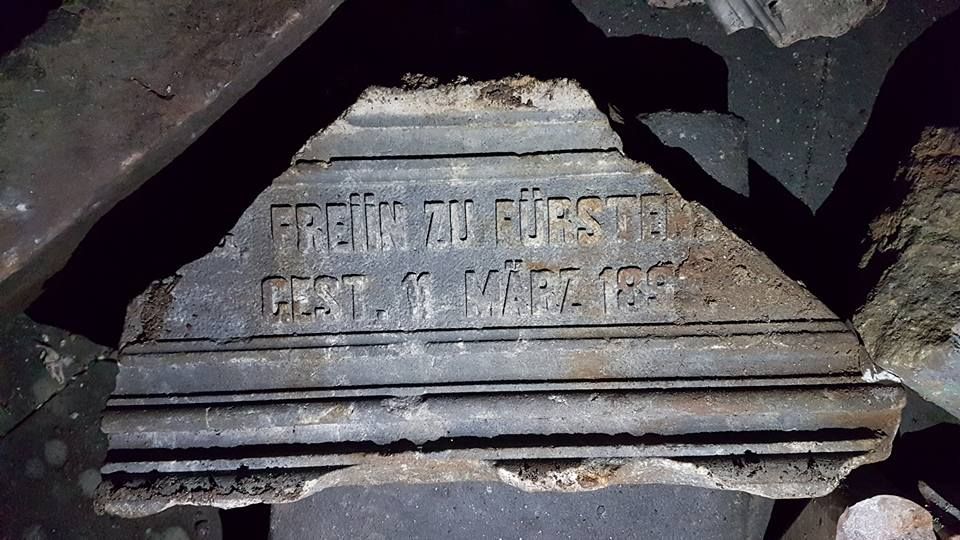 FREIIN ZU FÜRSTEN
GEST. 11. MÄRZ 189